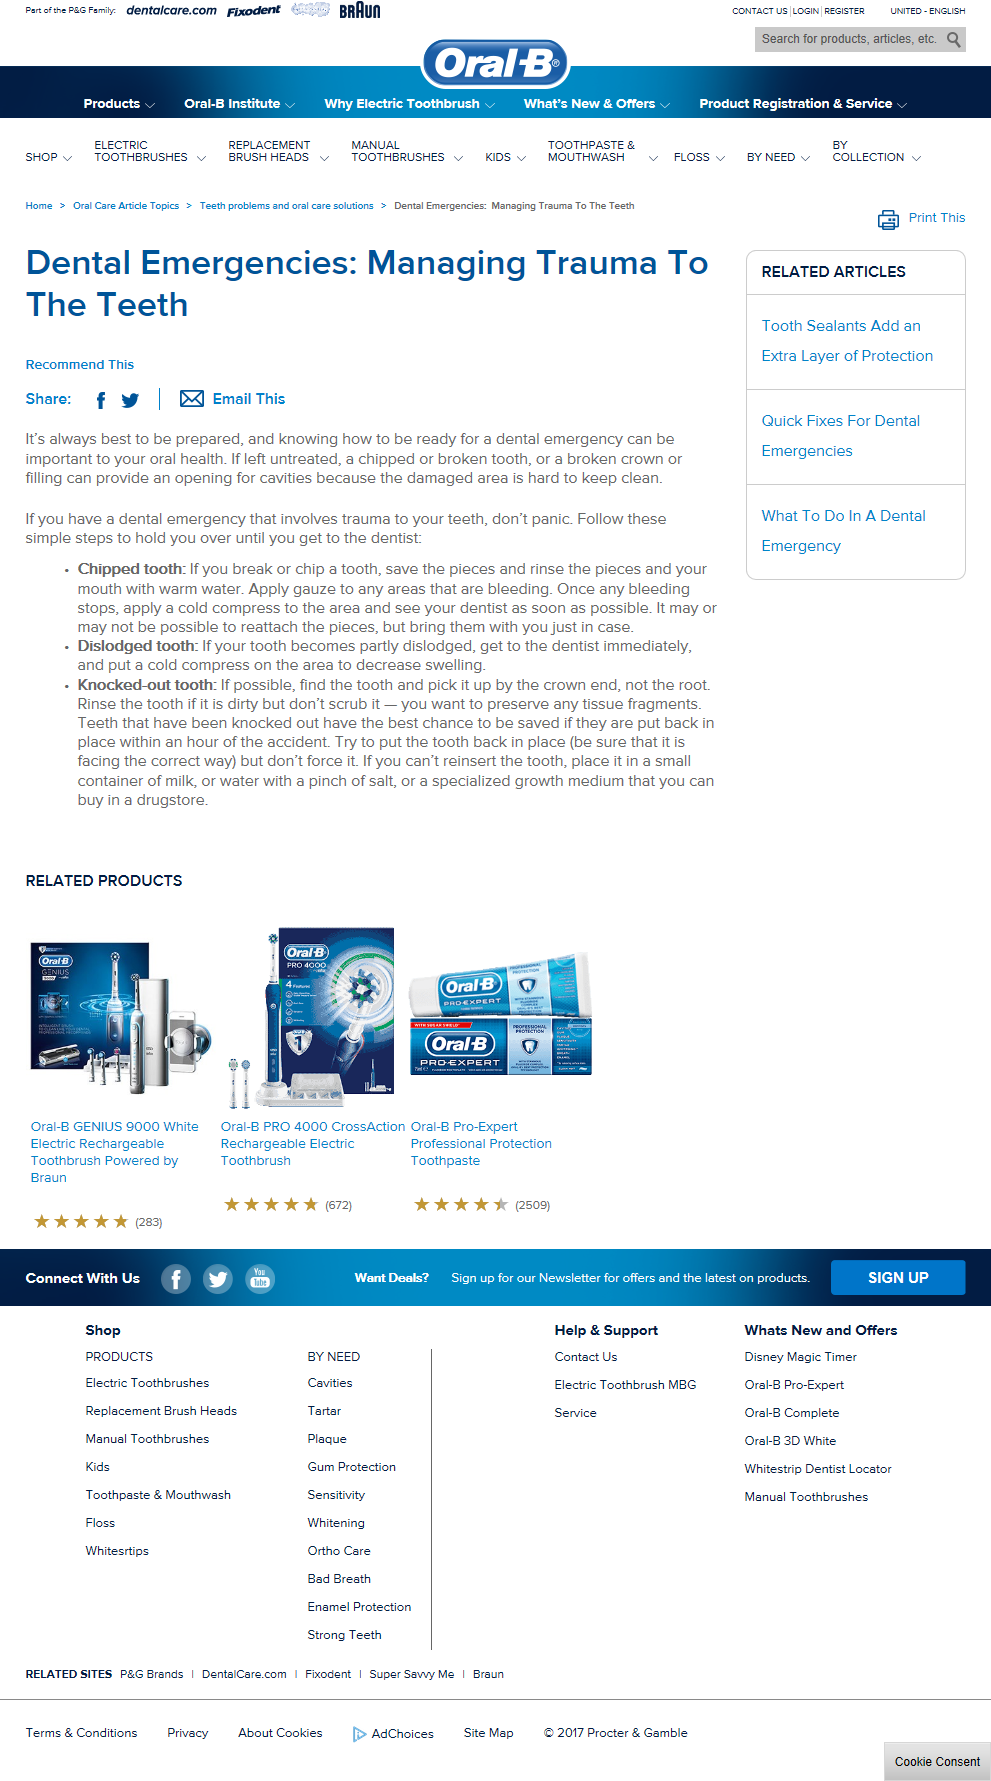 Part of the P&G Family: dentalcare.com Fixodent BRAUN
CONTACT US | LOGIN | REGISTER UNITED - ENGLISH
Search for products, articles, etc.
Oral-B®
Products Oral-B Institute Why Electric Toothbrush What's New & Offers Product Registration & Service
SHOP ELECTRIC TOOTHBRUSHES REPLACEMENT BRUSH HEADS MANUAL TOOTHBRUSHES KIDS TOOTHPASTE & MOUTHWASH FLOSS BY NEED BY COLLECTION
Home > Oral Care Article Topics > Teeth problems and oral care solutions > Dental Emergencies: Managing Trauma To The Teeth
Print This
Dental Emergencies: Managing Trauma To
The Teeth
Recommend This
Share: Email This
It's always best to be prepared, and knowing how to be ready for a dental emergency can be
important to your oral health. If left untreated, a chipped or broken tooth, or a broken crown or
filling can provide an opening for cavities because the damaged area is hard to keep clean.
If you have a dental emergency that involves trauma to your teeth, don't panic. Follow these
simple steps to hold you over until you get to the dentist:
• Chipped tooth: If you break or chip a tooth, save the pieces and rinse the pieces and your
mouth with warm water. Apply gauze to any areas that are bleeding. Once any bleeding
stops, apply a cold compress to the area and see your dentist as soon as possible. It may or
may not be possible to reattach the pieces, but bring them with you just in case.
• Dislodged tooth: If your tooth becomes partly dislodged, get to the dentist immediately,
and put a cold compress on the area to decrease swelling.
• Knocked-out tooth: If possible, find the tooth and pick it up by the crown end, not the root.
Rinse the tooth if it is dirty but don't scrub it — you want to preserve any tissue fragments.
Teeth that have been knocked out have the best chance to be saved if they are put back in
place within an hour of the accident. Try to put the tooth back in place (be sure that it is
facing the correct way) but don't force it. If you can't reinsert the tooth, place it in a small
container of milk, or water with a pinch of salt, or a specialized growth medium that you can
buy in a drugstore.
RELATED ARTICLES
Tooth Sealants Add an
Extra Layer of Protection
Quick Fixes For Dental
Emergencies
What To Do In A Dental
Emergency
RELATED PRODUCTS
Oral-B
GENIUS
Oral-B
PRO 4000
4 Features
1
Oral-B
PRO-EXPERT
PROFESSIONAL
PROTECTION
Oral-B
PRO-EXPERT
PROFESSIONAL
PROTECTION
Oral-B GENIUS 9000 White
Electric Rechargeable
Toothbrush Powered by
Braun
(283)
Oral-B PRO 4000 CrossAction
Rechargeable Electric
Toothbrush
(672)
Oral-B Pro-Expert
Professional Protection
Toothpaste
(2509)
Connect With Us You Tube Want Deals? Sign up for our Newsletter for offers and the latest on products. SIGN UP
Shop
PRODUCTS
Electric Toothbrushes
Replacement Brush Heads
Manual Toothbrushes
Kids
Toothpaste & Mouthwash
Floss
Whitesrtips
BY NEED
Cavities
Tartar
Plaque
Gum Protection
Sensitivity
Whitening
Ortho Care
Bad Breath
Enamel Protection
Strong Teeth
Help & Support
Contact Us
Electric Toothbrush MBG
Service
Whats New and Offers
Disney Magic Timer
Oral-B Pro-Expert
Oral-B Complete
Oral-B 3D White
Whitestrip Dentist Locator
Manual Toothbrushes
RELATED SITES P&G Brands | DentalCare.com | Fixodent | Super Savvy Me | Braun
Terms & Conditions Privacy About Cookies AdChoices Site Map © 2017 Procter & Gamble
Cookie Consent